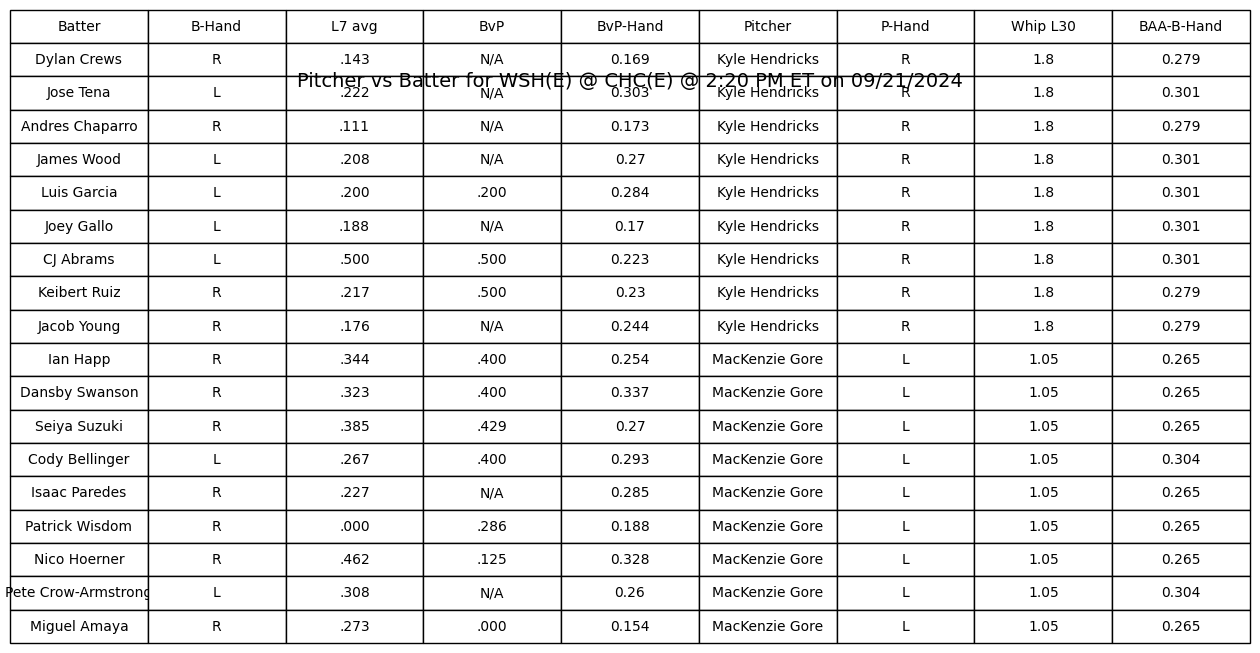 Batter B-Hand L7 avg BvP BvP-Hand Pitcher P-Hand Whip L30 BAA-B-Hand
Dylan Crews R .143 N/A 0.169 Kyle Hendricks R 1.8 0.279
Pitcher vs Batter for WSH(E) @ CHC(E) @ 2:20 PM ET on 09/21/2024
Jose Tena L .222 N/A 0.303 Kyle Hendricks R 1.8 0.301
Andres Chaparro R .111 N/A 0.173 Kyle Hendricks R 1.8 0.279
James Wood L .208 N/A 0.27 Kyle Hendricks R 1.8 0.301
Luis Garcia L .200 .200 0.284 Kyle Hendricks R 1.8 0.301
Joey Gallo L .188 N/A 0.17 Kyle Hendricks R 1.8 0.301
CJ Abrams L .500 .500 0.223 Kyle Hendricks R 1.8 0.301
Keibert Ruiz R .217 .500 0.23 Kyle Hendricks R 1.8 0.279
Jacob Young R .176 N/A 0.244 Kyle Hendricks R 1.8 0.279
Ian Happ R .344 .400 0.254 MacKenzie Gore L 1.05 0.265
Dansby Swanson R .323 .400 0.337 MacKenzie Gore L 1.05 0.265
Seiya Suzuki R .385 .429 0.27 MacKenzie Gore L 1.05 0.265
Cody Bellinger L .267 .400 0.293 MacKenzie Gore L 1.05 0.304
Isaac Paredes R .227 N/A 0.285 MacKenzie Gore L 1.05 0.265
Patrick Wisdom R .000 .286 0.188 MacKenzie Gore L 1.05 0.265
Nico Hoerner R .462 .125 0.328 MacKenzie Gore L 1.05 0.265
Pete Crow-Armstrong L .308 N/A 0.26 MacKenzie Gore L 1.05 0.304
Miguel Amaya R .273 .000 0.154 MacKenzie Gore L 1.05 0.265